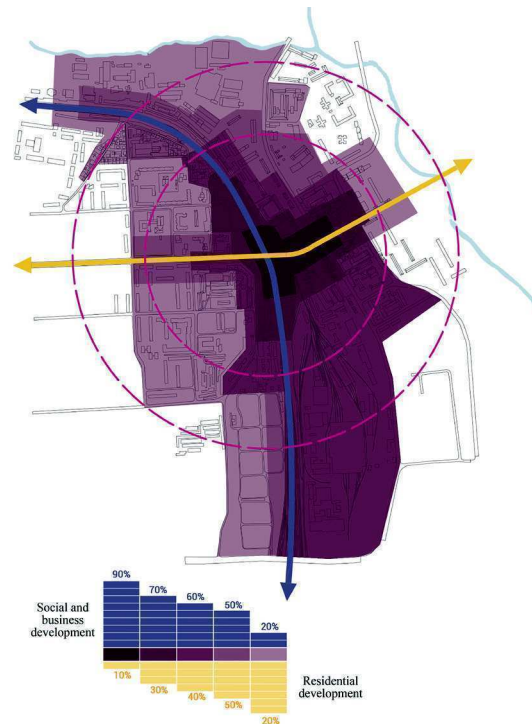 90%
70%
60%
50%
20%
Social and
business
development
10%
30%
40%
50%
20%
Residential
development